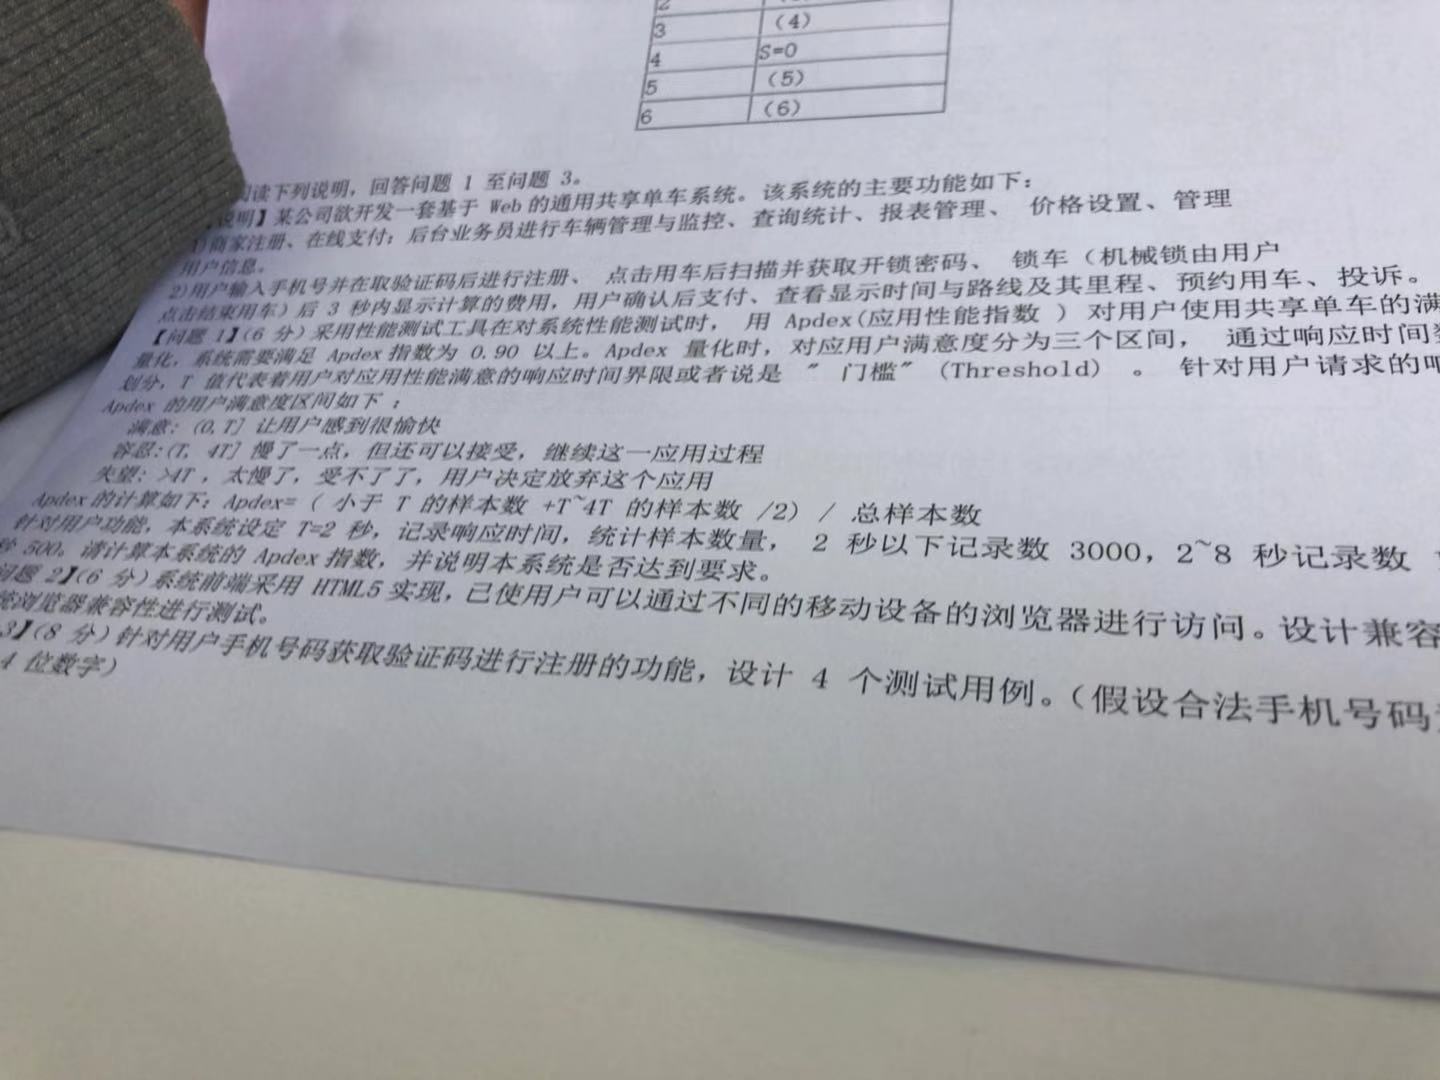 2
3 (4)
4 S=0
5 (5)
6 (6)
阅读下列说明，回答问题 1 至问题 3。
说明】某公司欲开发一套基于 Web 的通用共享单车系统。该系统的主要功能如下：
1)商家注册、在线支付；后台业务员进行车辆管理与监控、查询统计、报表管理、 价格设置、管理
用户信息。
2)用户输入手机号并在取验证码后进行注册、 点击用车后扫描并获取开锁密码、 锁车（机械锁由用户
点击结束用车）后 3 秒内显示计算的费用，用户确认后支付、查看显示时间与路线及其里程、预约用车、投诉。
【问题 1】(6 分)采用性能测试工具在对系统性能测试时， 用 Apdex(应用性能指数 ) 对用户使用共享单车的满
量化，系统需要满足 Apdex 指数为 0.90 以上。Apdex 量化时，对应用户满意度分为三个区间， 通过响应时间
划分，T 值代表着用户对应用性能满意的响应时间界限或者说是 " 门槛" (Threshold) 。 针对用户请求的
Apdex 的用户满意度区间如下 ：
满意：(0, T] 让用户感到很愉快
容忍:(T, 4T] 慢了一点，但还可以接受，继续这一应用过程
失望：>4T ，太慢了，受不了了，用户决定放弃这个应用
Apdex 的计算如下：Apdex= ( 小于 T 的样本数 +T~4T 的样本数 /2) / 总样本数
针对用户功能，本系统设定 T=2 秒，记录响应时间，统计样本数量， 2 秒以下记录数 3000，2~8 秒记录数
秒 500。请计算本系统的 Apdex 指数，并说明本系统是否达到要求。
问题 2】(6 分)系统前端采用 HTML5 实现，已使用户可以通过不同的移动设备的浏览器进行访问。设计兼容
统浏览器兼容性进行测试。
3】(8 分)针对用户手机号码获取验证码进行注册的功能，设计 4 个测试用例。（假设合法手机号码
4 位数字）